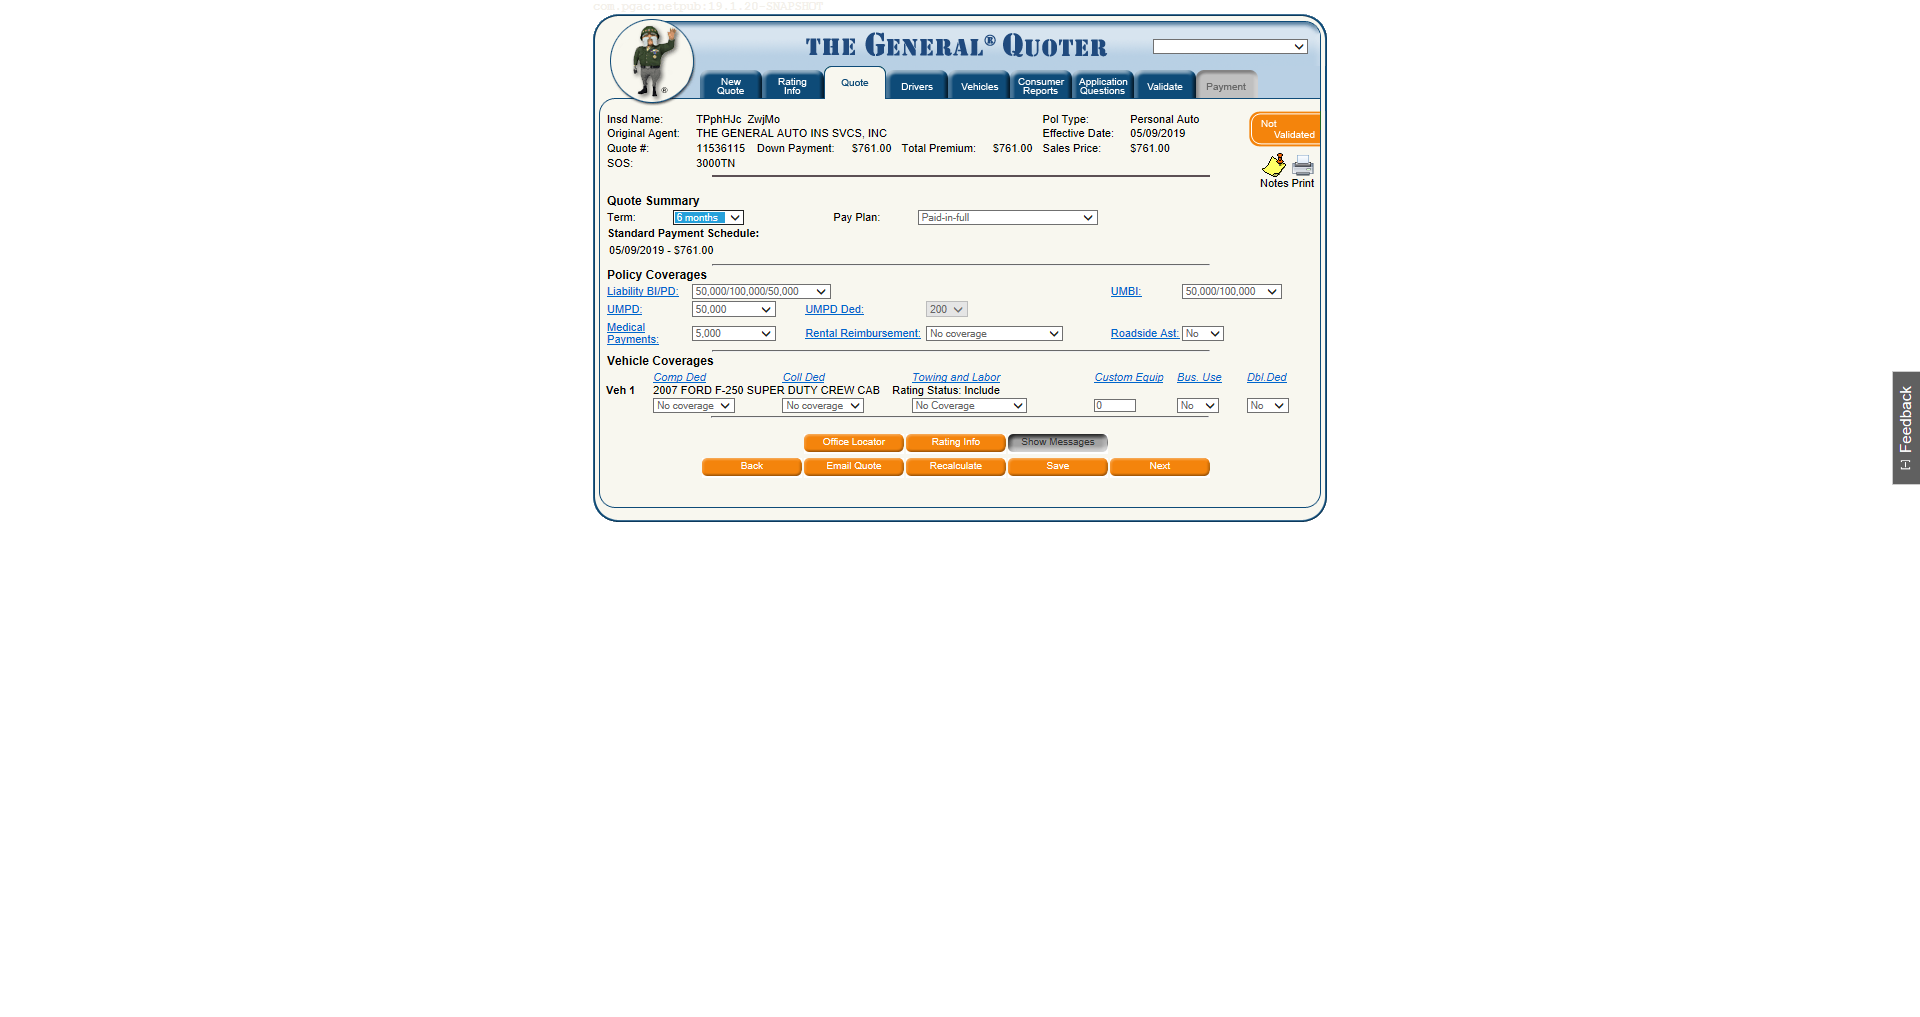 com.pgac:netpub:19.1.20-SNAPSHOT
THE GENERAL® QUOTER
New Quote
Rating Info
Quote
Drivers
Vehicles
Consumer Reports
Application Questions
Validate
Payment
Insd Name: TPphHJc ZwjMo Pol Type: Personal Auto
Not Validated
Original Agent: THE GENERAL AUTO INS SVCS, INC Effective Date: 05/09/2019
Quote #: 11536115 Down Payment: $761.00 Total Premium: $761.00 Sales Price: $761.00
SOS: 3000TN
Notes Print
Quote Summary
Term: 6 months Pay Plan: Paid-in-full
Standard Payment Schedule:
05/09/2019 - $761.00
Policy Coverages
Liability BI/PD: 50,000/100,000/50,000 UMBI: 50,000/100,000
UMPD: 50,000 UMPD Ded: 200
Medical Payments: 5,000 Rental Reimbursement: No coverage Roadside Ast: No
Vehicle Coverages
Comp Ded Coll Ded Towing and Labor Custom Equip Bus. Use Dbl.Ded
Veh 1 2007 FORD F-250 SUPER DUTY CREW CAB Rating Status: Include
No coverage No coverage No Coverage 0 No No
Office Locator Rating Info Show Messages
Back Email Quote Recalculate Save Next
[-] Feedback